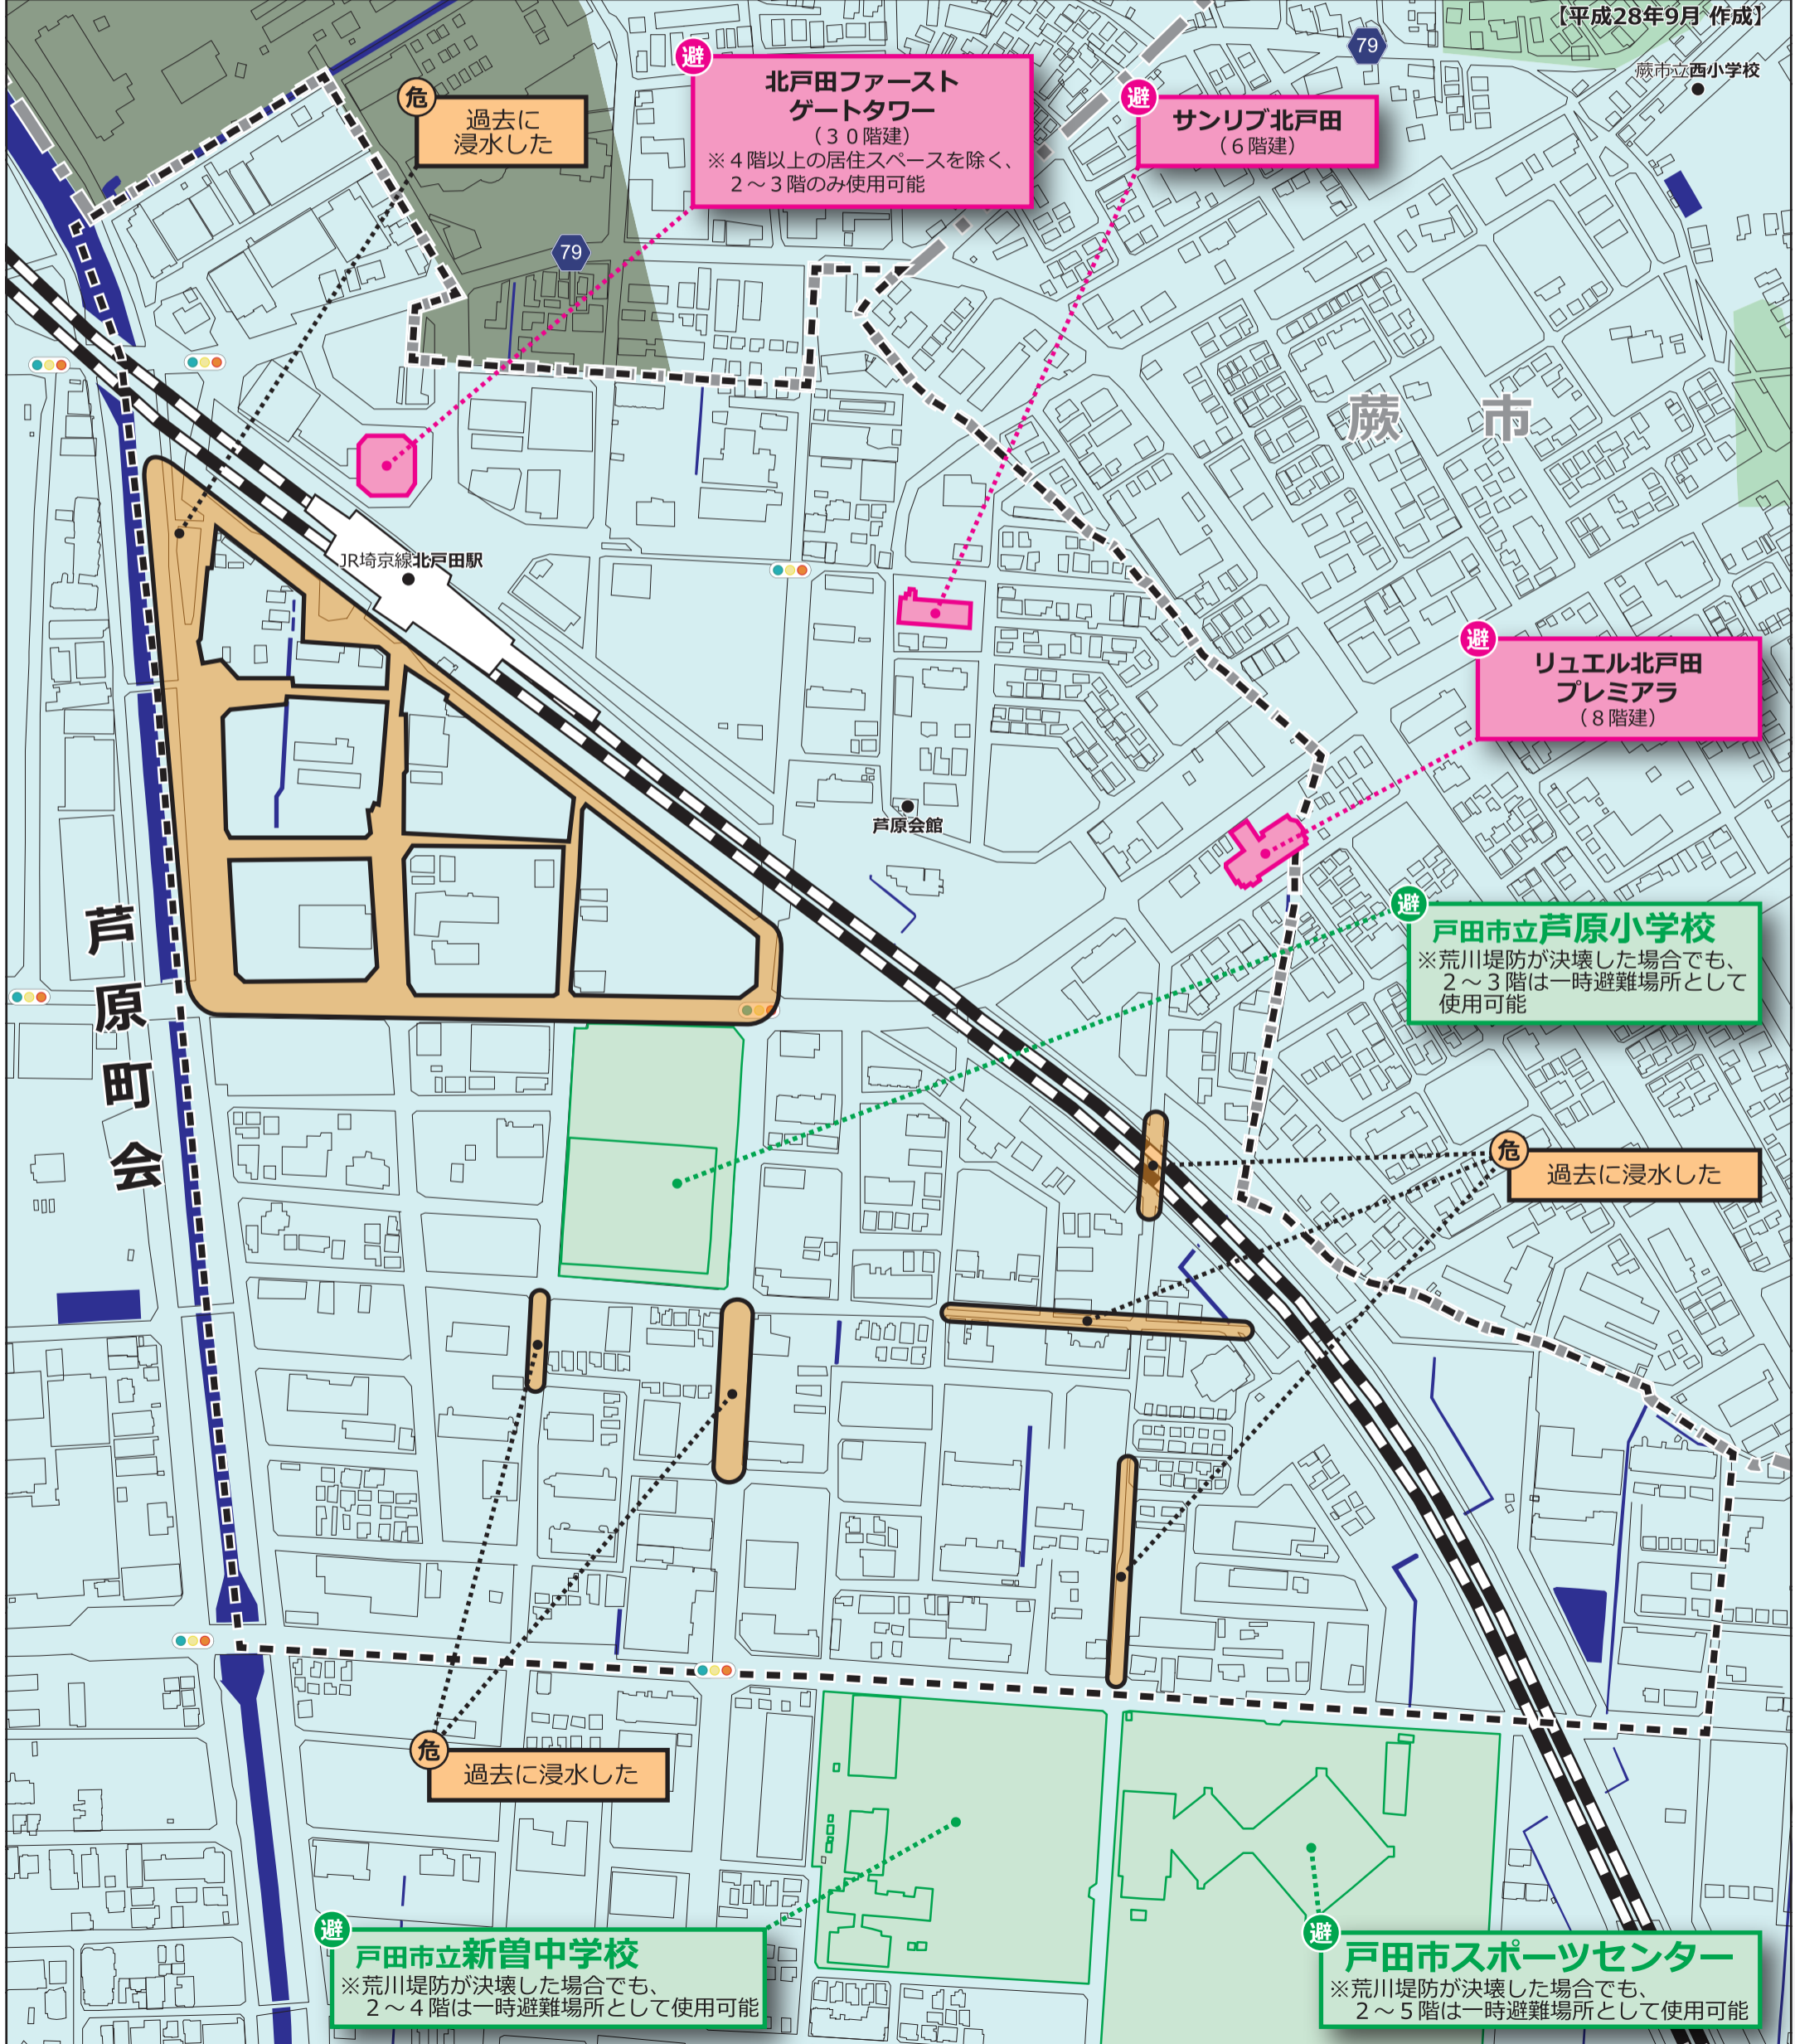 【平成28年9月 作成】
79
蕨市立西小学校
避
北戸田ファースト
ゲートタワー
（３０階建）
※４階以上の居住スペースを除く、
２～３階のみ使用可能
避
サンリブ北戸田
（６階建）
危
過去に
浸水した
79
蕨 市
JR埼京線北戸田駅
避
リュエル北戸田
プレミアラ
（８階建）
芦原会館
避
戸田市立芦原小学校
※荒川堤防が決壊した場合でも、
２～３階は一時避難場所として
使用可能
芦原町会
危
過去に浸水した
危
過去に浸水した
避
戸田市立新曽中学校
※荒川堤防が決壊した場合でも、
２～４階は一時避難場所として使用可能
避
戸田市スポーツセンター
※荒川堤防が決壊した場合でも、
２～５階は一時避難場所として使用可能